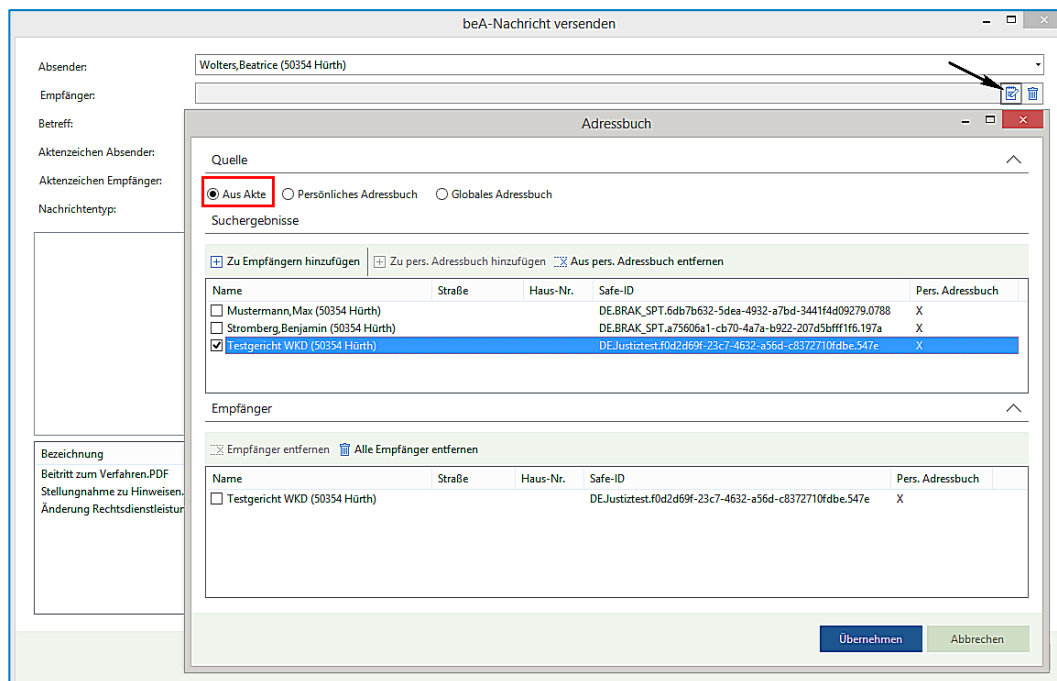 beA-Nachricht versenden
Absender: Wolters,Beatrice (50354 Hürth)
Empfänger:
Betreff:
Aktenzeichen Absender:
Aktenzeichen Empfänger:
Nachrichtentyp:
Adressbuch
Quelle
Aus Akte Persönliches Adressbuch Globales Adressbuch
Suchergebnisse
Zu Empfängern hinzufügen Zu pers. Adressbuch hinzufügen Aus pers. Adressbuch entfernen
Name Straße Haus-Nr. Safe-ID Pers. Adressbuch
Mustermann,Max (50354 Hürth) DE.BRAK_SPT.6db7b632-5dea-4932-a7bd-3441f4d09279.0788 X
Stromberg,Benjamin (50354 Hürth) DE.BRAK_SPT.a75606a1-cb70-4a7a-b922-207d5bfff1f6.197a X
Testgericht WKD (50354 Hürth) DE.Justiztest.f0d2d69f-23c7-4632-a56d-c8372710fdbe.547e X
Empfänger
Empfänger entfernen Alle Empfänger entfernen
Name Straße Haus-Nr. Safe-ID Pers. Adressbuch
Testgericht WKD (50354 Hürth) DE.Justiztest.f0d2d69f-23c7-4632-a56d-c8372710fdbe.547e X
Übernehmen Abbrechen
Bezeichnung
Beitritt zum Verfahren.PDF
Stellungnahme zu Hinweisen.
Änderung Rechtsdienstleistur